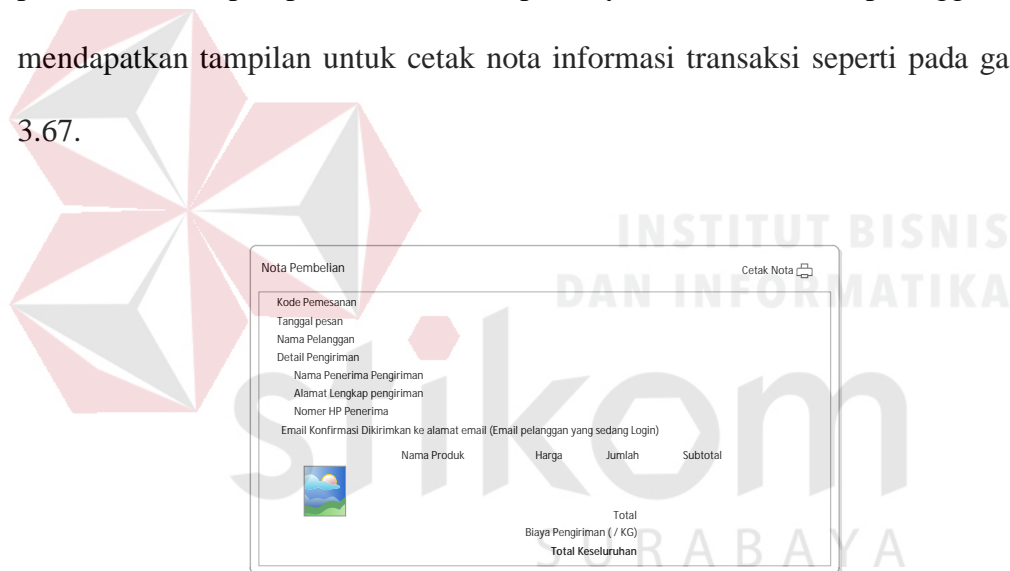 mendapatkan tampilan untuk cetak nota informasi transaksi seperti pada ga
3.67.
INSTITUT BISNIS
DAN INFORMATIKA
Nota Pembelian Cetak Nota
Kode Pemesanan
Tanggal pesan
Nama Pelanggan
Detail Pengiriman
Nama Penerima Pengiriman
Alamat Lengkap pengiriman
Nomer HP Penerima
Email Konfirmasi Dikirimkan ke alamat email (Email pelanggan yang sedang Login)
Nama Produk Harga Jumlah Subtotal
Total
Biaya Pengiriman ( / KG)
Total Keseluruhan
stikom
SURABAYA